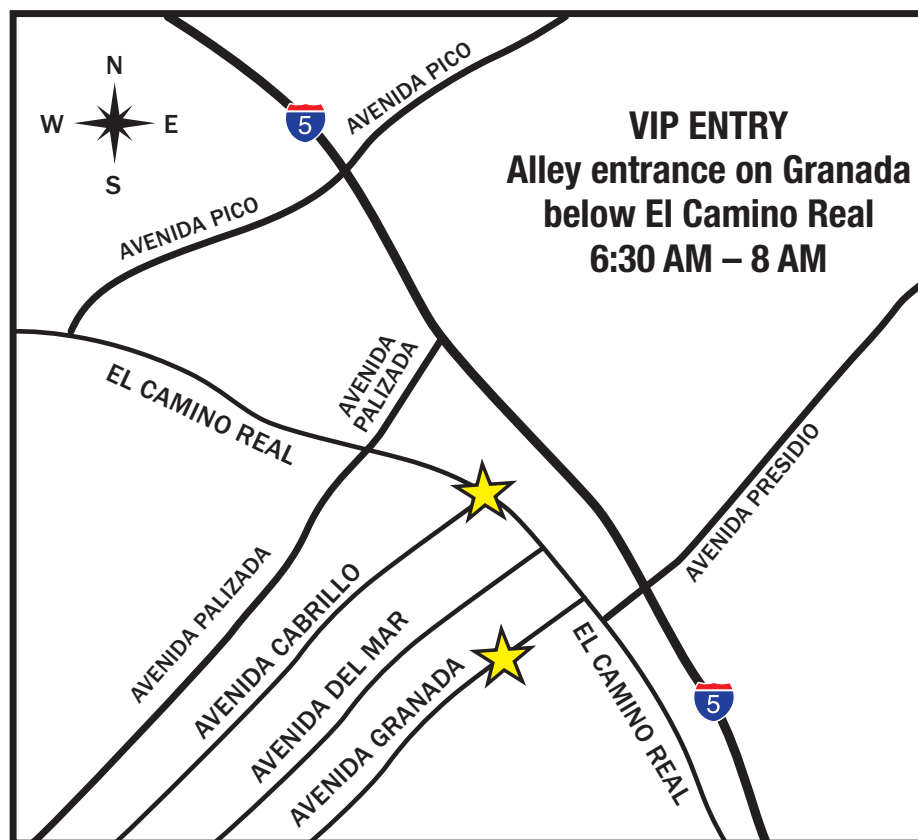 AVENIDA PICO
N
W
E
S
5
VIP ENTRY
Alley entrance on Granada
below El Camino Real
6:30 AM – 8 AM
AVENIDA PICO
AVENIDA
PALIZADA
EL CAMINO REAL
AVENIDA PRESIDIO
AVENIDA PALIZADA
AVENIDA CABRILLO
AVENIDA DEL MAR
AVENIDA GRANADA
EL CAMINO REAL
5